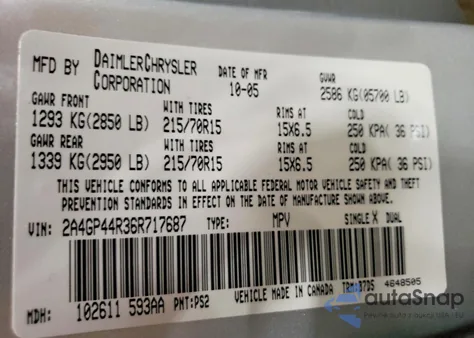 MFD BY DAIMLERCHRYSLER CORPORATION DATE OF MFR 10-05 GVWR 2586 KG(05700 LB)
GAWR FRONT WITH TIRES RIMS AT COLD
1293 KG(2850 LB) 215/70R15 15X6.5 250 KPA( 36 PSI)
GAWR REAR WITH TIRES RIMS AT COLD
1339 KG(2950 LB) 215/70R15 15X6.5 250 KPA( 36 PSI)
THIS VEHICLE CONFORMS TO ALL APPLICABLE FEDERAL MOTOR VEHICLE SAFETY AND THEFT
PREVENTION STANDARDS IN EFFECT ON THE DATE OF MANUFACTURE SHOWN ABOVE.
VIN: 2A4GP44R36R717687 TYPE: MPV SINGLE X DUAL
MDH: 102611 593AA PNT:PS2 VEHICLE MADE IN CANADA TRM:B7DS 4648505
autoSnap